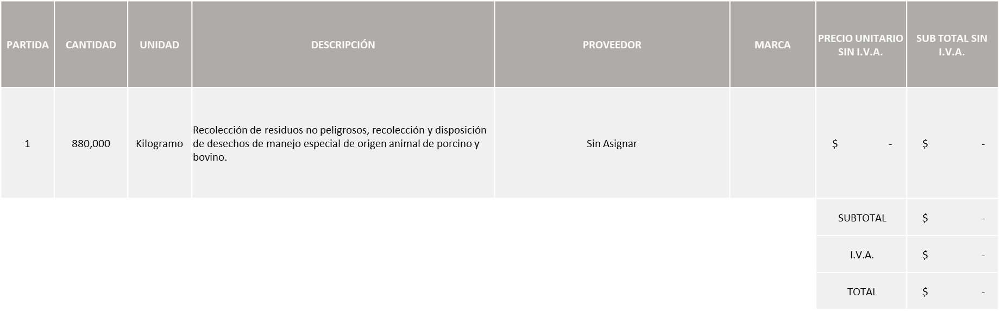 PARTIDA CANTIDAD UNIDAD DESCRIPCIÓN PROVEEDOR MARCA PRECIO UNITARIO SIN I.V.A. SUB TOTAL SIN I.V.A.
1 880,000 Kilogramo
Recolección de residuos no peligrosos, recolección y disposición
de desechos de manejo especial de origen animal de porcino y
bovino.
Sin Asignar $ - $ -
SUBTOTAL $ -
I.V.A. $ -
TOTAL $ -